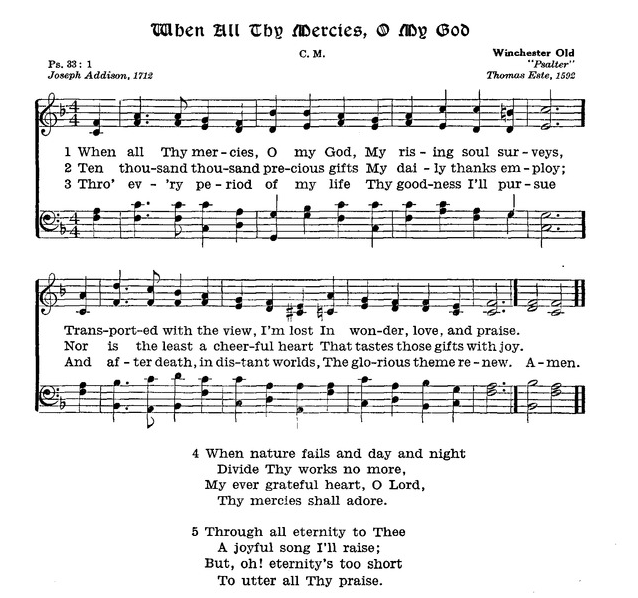 When All Thy Mercies, O My God
C. M.
Ps. 33: 1
Joseph Addison, 1712
Winchester Old
"Psalter"
Thomas Este, 1592
1 When all Thy mer-cies, O my God, My ris-ing soul sur-veys,
2 Ten thou-sand thou-sand pre-cious gifts My dai-ly thanks em-ploy;
3 Thro' ev-'ry pe-riod of my life Thy good-ness I'll pur-sue
Trans-port-ed with the view, I'm lost In won-der, love, and praise.
Nor is the least a cheer-ful heart That tastes those gifts with joy.
And af-ter death, in dis-tant worlds, The glo-rious theme re-new. A-men.
4 When nature fails and day and night
Divide Thy works no more,
My ever grateful heart, O Lord,
Thy mercies shall adore.
5 Through all eternity to Thee
A joyful song I'll raise;
But, oh! eternity's too short
To utter all Thy praise.